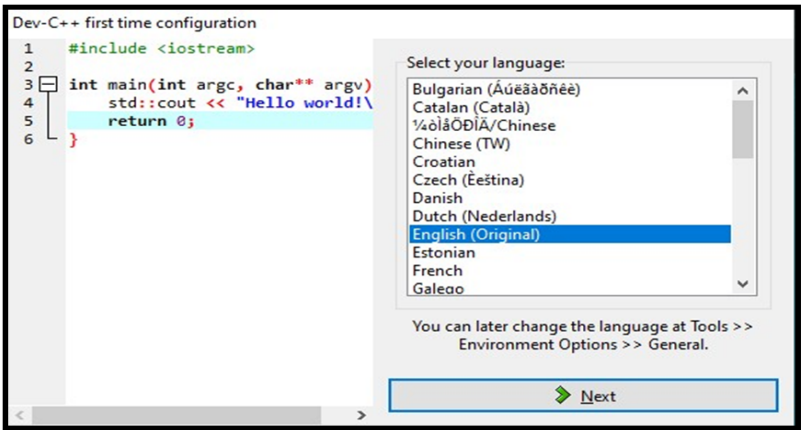 Dev-C++ first time configuration
1 #include <iostream>
2
3 int main(int argc, char** argv)
4 std::cout << "Hello world!\
5 return 0;
6 }
Select your language:
Bulgarian (Áúëãàðñêè)
Catalan (Català)
¼òÌåÖÐÎÄ/Chinese
Chinese (TW)
Croatian
Czech (Èeština)
Danish
Dutch (Nederlands)
English (Original)
Estonian
French
Galego
You can later change the language at Tools >>
Environment Options >> General.
Next